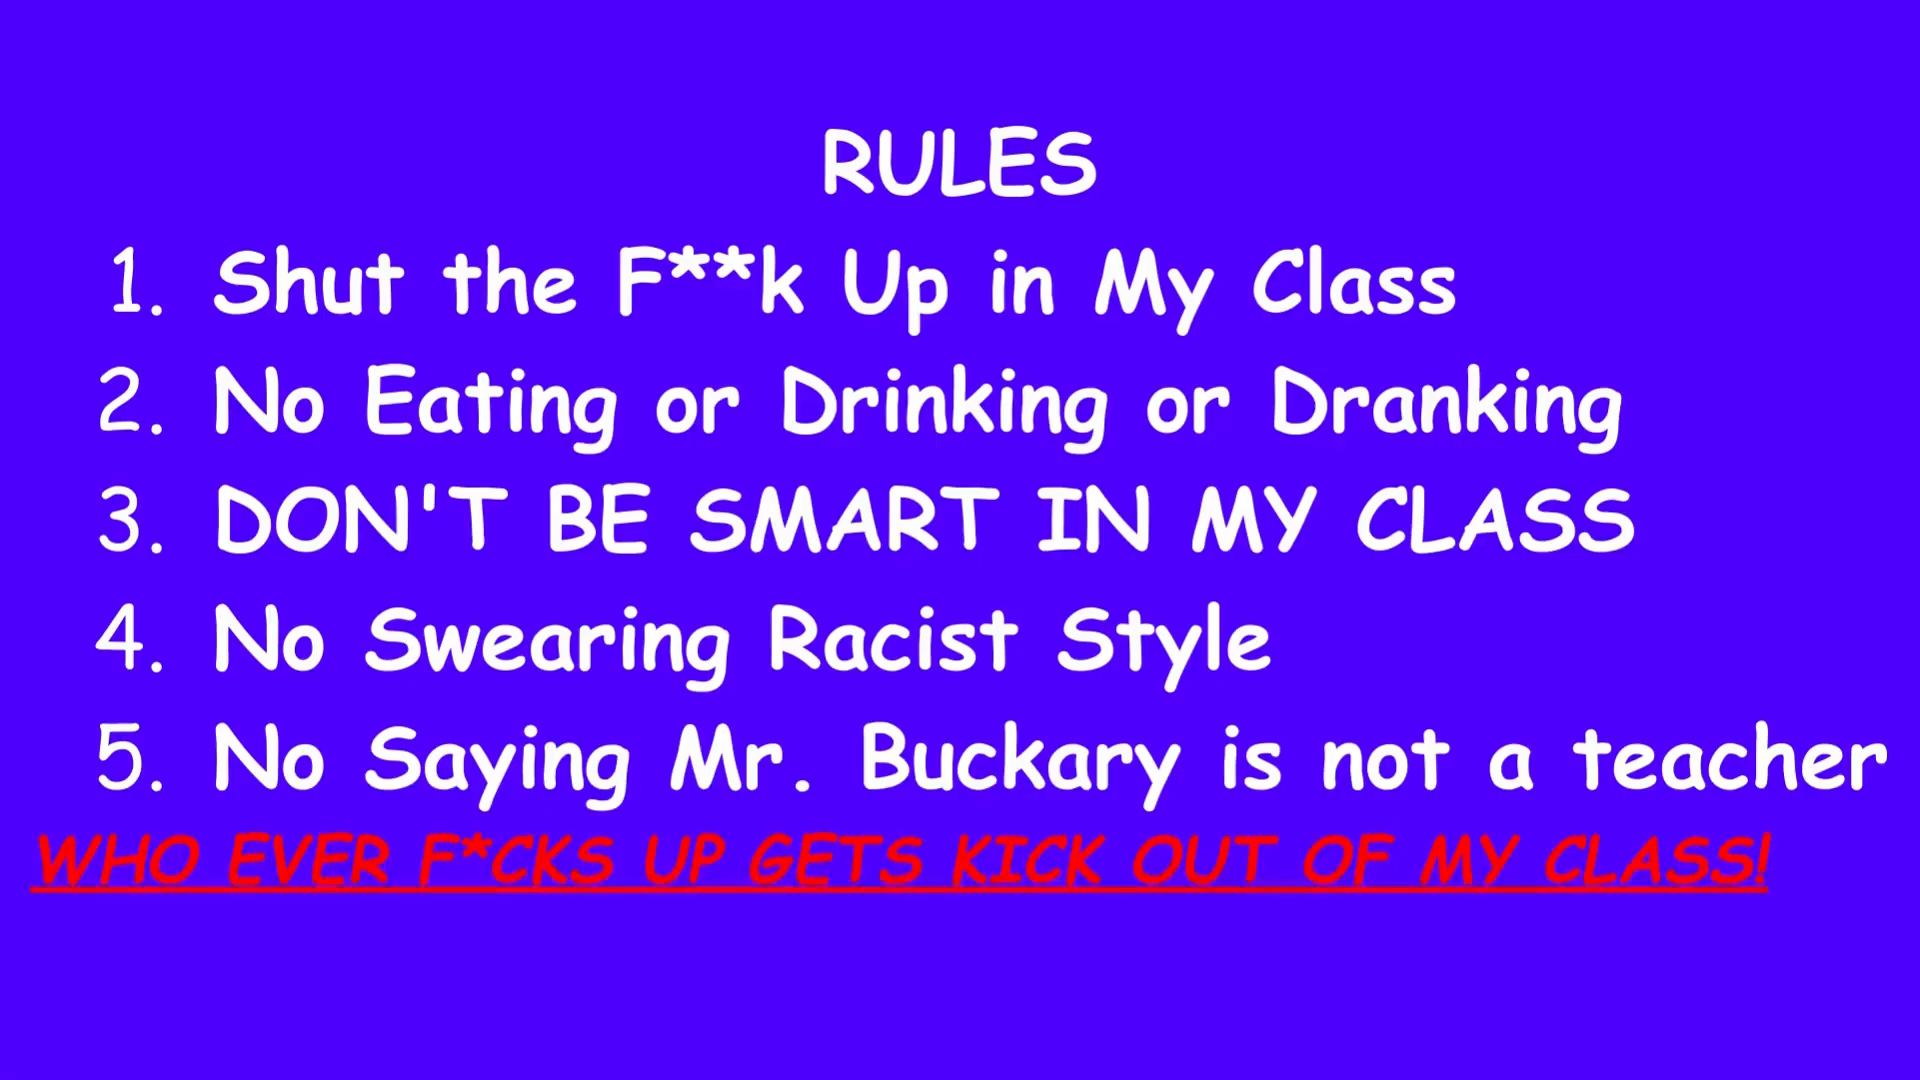 RULES
1. Shut the F**k Up in My Class
2. No Eating or Drinking or Dranking
3. DON'T BE SMART IN MY CLASS
4. No Swearing Racist Style
5. No Saying Mr. Buckary is not a teacher
WHO EVER F*CKS UP GETS KICK OUT OF MY CLASS!